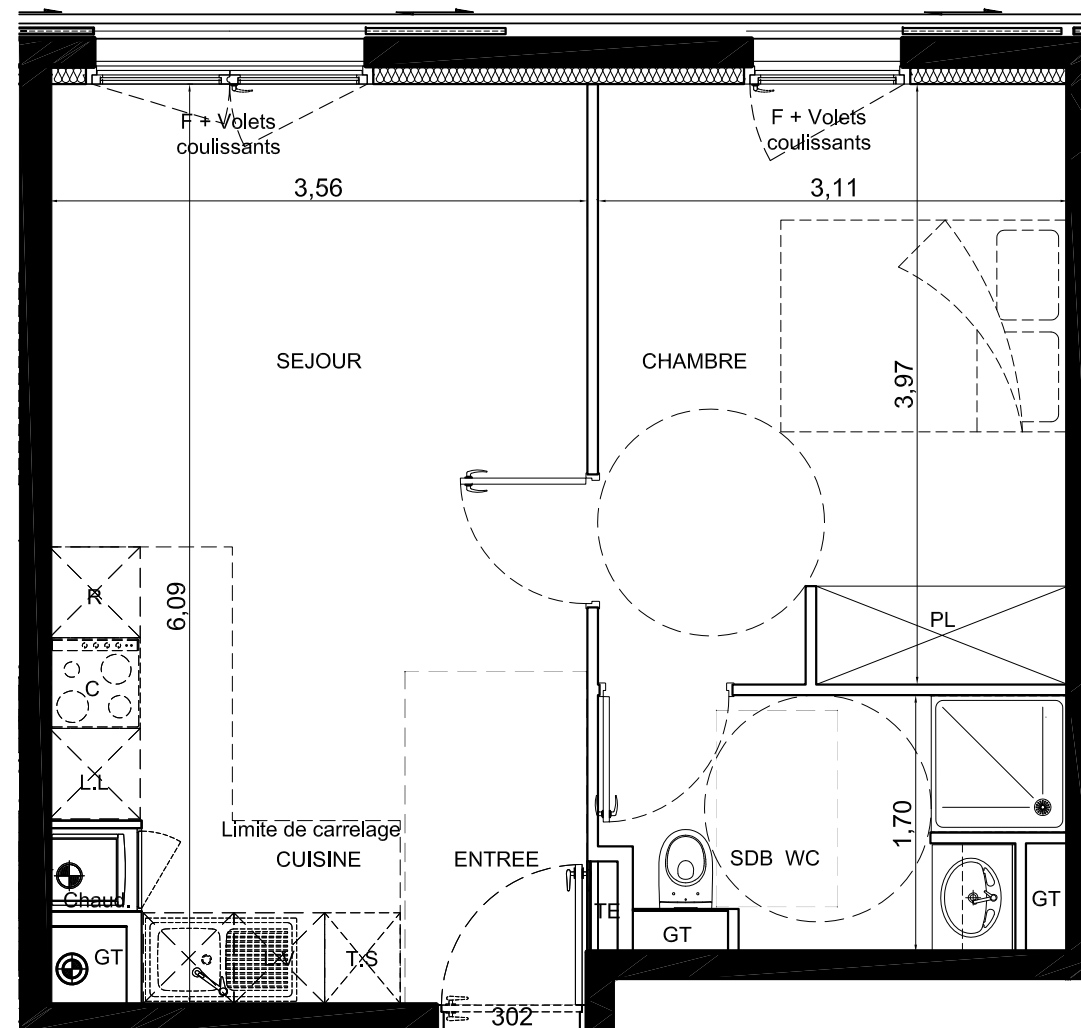 F + Volets
coulissants
F + Volets
coulissants
3,56
3,11
SEJOUR
CHAMBRE
3,97
R
6,09
PL
C
L.L
1,70
Limite de carrelage
CUISINE
ENTREE
SDB WC
Chaud.
GT
TE
GT
GT
L.V
T.S
302